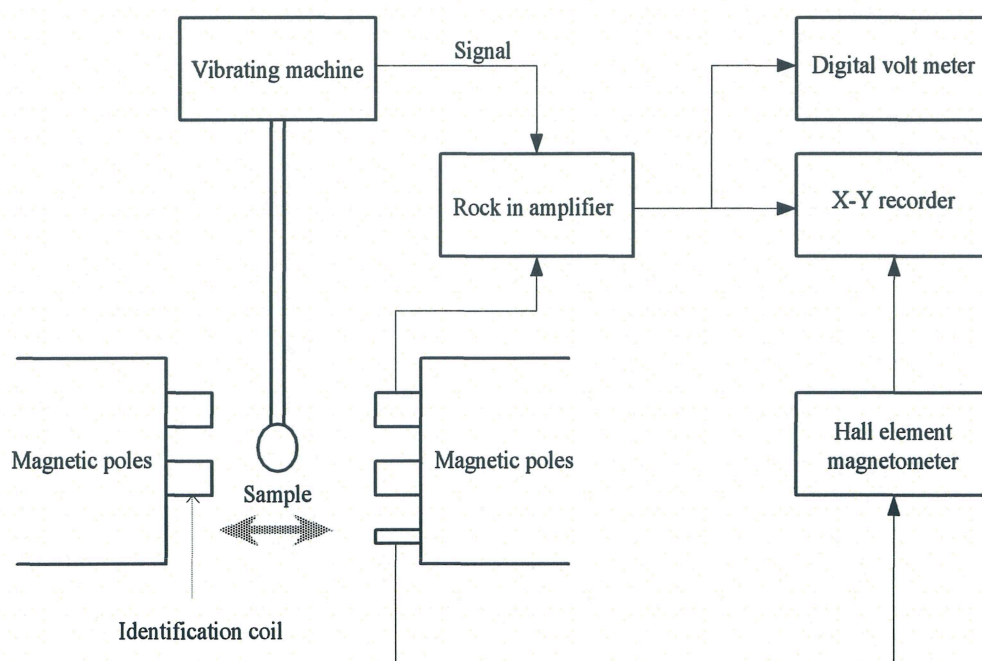 Vibrating machine
Signal
Digital volt meter
Rock in amplifier
X-Y recorder
Magnetic poles
Sample
Magnetic poles
Hall element
magnetometer
Identification coil